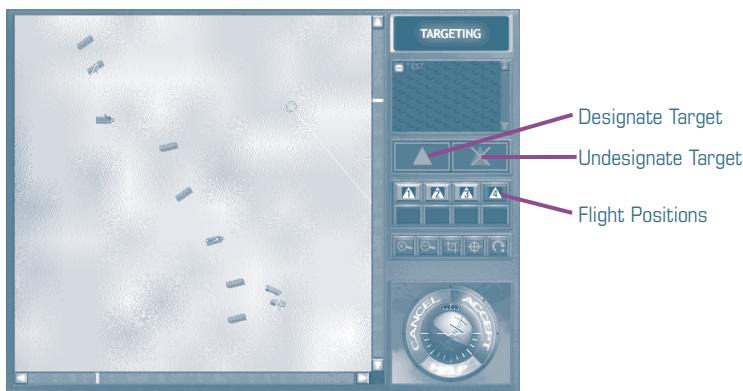 TARGETING
TEST
Designate Target
Undesignate Target
1 2 3 4
Flight Positions
CANCEL
ACCEPT